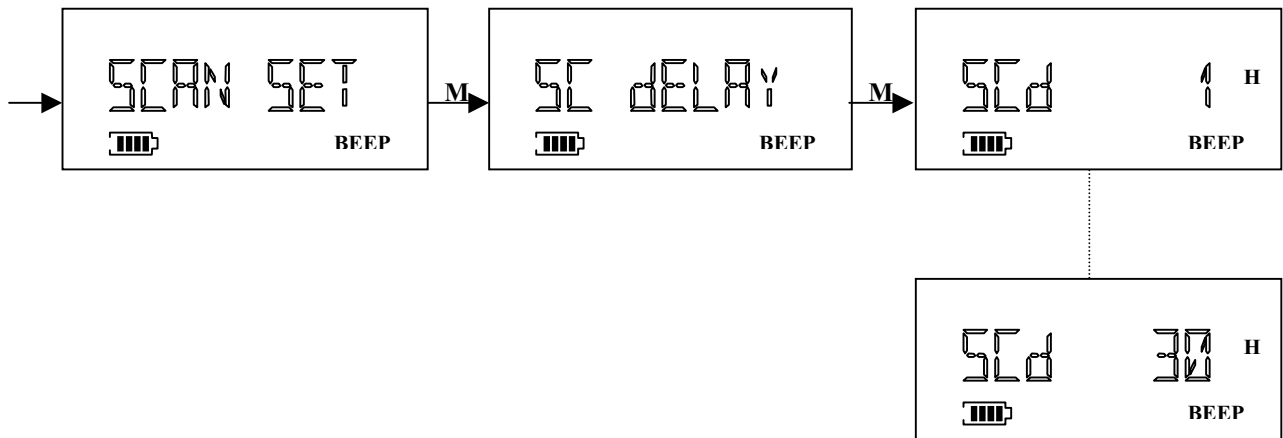 SCAN SET
BEEP
M
SC dELAY
BEEP
M
SCd 1 H
BEEP
SCd 30 H
BEEP